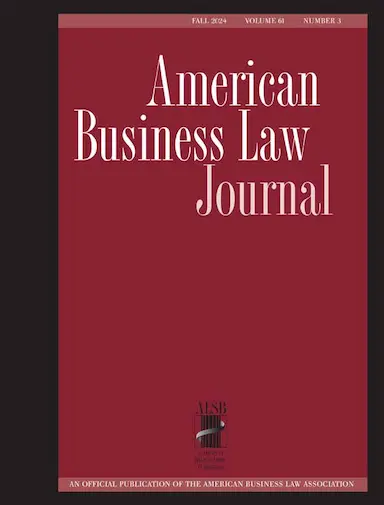 FALL 2024 VOLUME 61 NUMBER 3
American
Business Law
Journal
ALSB
AN OFFICIAL PUBLICATION OF THE AMERICAN BUSINESS LAW ASSOCIATION